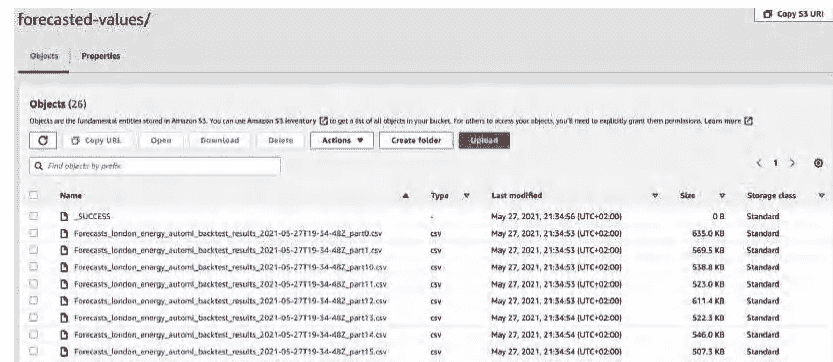 forecasted-values/
Copy S3 URI
Objects Properties
Objects (26)
Objects are the fundamental entities stored in Amazon S3. You can use Amazon S3 inventory to get a list of all objects in your bucket. For others to access your objects, you'll need to explicitly grant them permissions. Learn more
Copy URL Open Download Delete Actions Create folder Upload
Find objects by prefix
1
Name Type Last modified Size Storage class
_SUCCESS - May 27, 2021, 21:34:56 (UTC+02:00) 0 B Standard
Forecasts_london_energy_automl_backtest_results_2021-05-27T19-34-48Z_part0.csv csv May 27, 2021, 21:34:53 (UTC+02:00) 635.0 KB Standard
Forecasts_london_energy_automl_backtest_results_2021-05-27T19-34-48Z_part1.csv csv May 27, 2021, 21:34:53 (UTC+02:00) 569.5 KB Standard
Forecasts_london_energy_automl_backtest_results_2021-05-27T19-34-48Z_part10.csv csv May 27, 2021, 21:34:53 (UTC+02:00) 538.8 KB Standard
Forecasts_london_energy_automl_backtest_results_2021-05-27T19-34-48Z_part11.csv csv May 27, 2021, 21:34:53 (UTC+02:00) 523.0 KB Standard
Forecasts_london_energy_automl_backtest_results_2021-05-27T19-34-48Z_part12.csv csv May 27, 2021, 21:34:53 (UTC+02:00) 611.4 KB Standard
Forecasts_london_energy_automl_backtest_results_2021-05-27T19-34-48Z_part13.csv csv May 27, 2021, 21:34:54 (UTC+02:00) 522.3 KB Standard
Forecasts_london_energy_automl_backtest_results_2021-05-27T19-34-48Z_part14.csv csv May 27, 2021, 21:34:54 (UTC+02:00) 546.0 KB Standard
Forecasts_london_energy_automl_backtest_results_2021-05-27T19-34-48Z_part15.csv csv May 27, 2021, 21:34:54 (UTC+02:00) 507.3 KB Standard